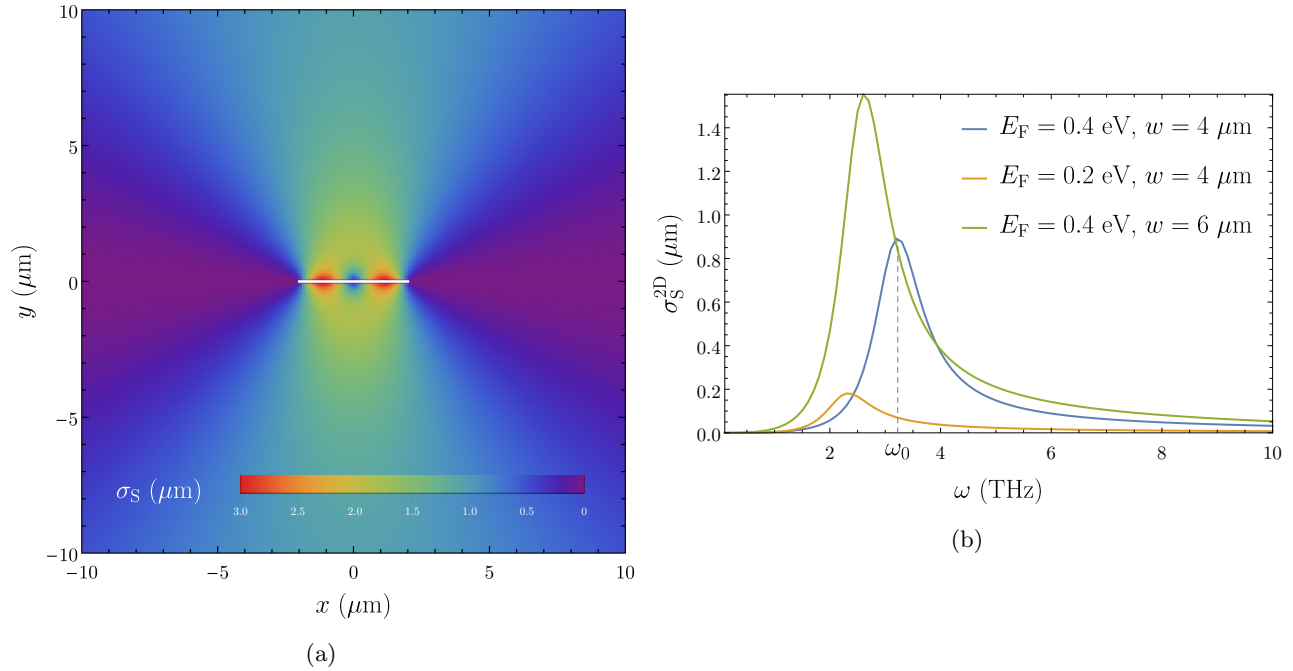 10
5
0
−5
−10
y (μm)
σS (μm)
3.0 2.5 2.0 1.5 1.0 0.5 0
−10 −5 0 5 10
x (μm)
(a)
1.4
1.2
1.0
0.8
0.6
0.4
0.2
0.0
σS^2D (μm)
EF = 0.4 eV, w = 4 μm
EF = 0.2 eV, w = 4 μm
EF = 0.4 eV, w = 6 μm
2 ω0 4 6 8 10
ω (THz)
(b)